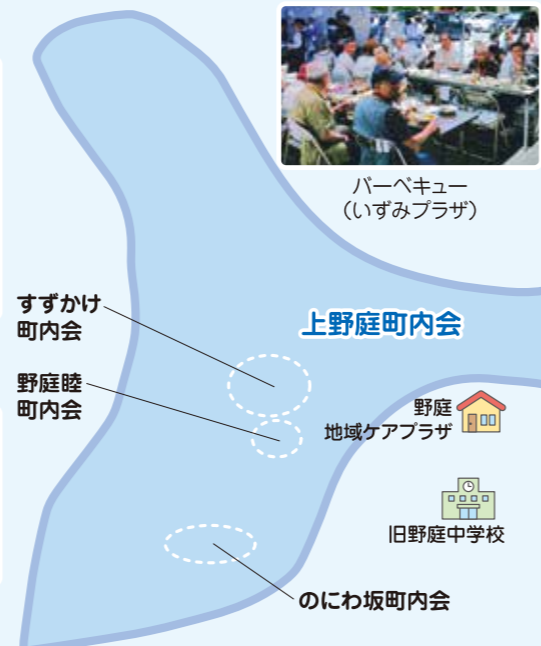 バーベキュー
（いずみプラザ）
すずかけ
町内会
上野庭町内会
野庭睦
町内会
野庭
地域ケアプラザ
旧野庭中学校
のにわ坂町内会